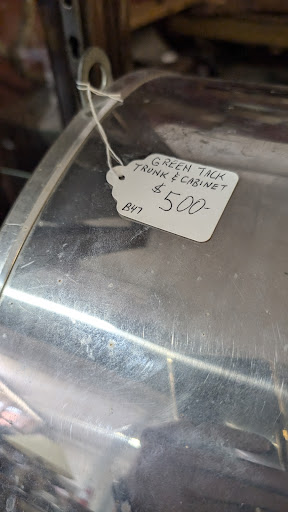 GREEN TACK
TRUNK & CABINET
$500-
B47